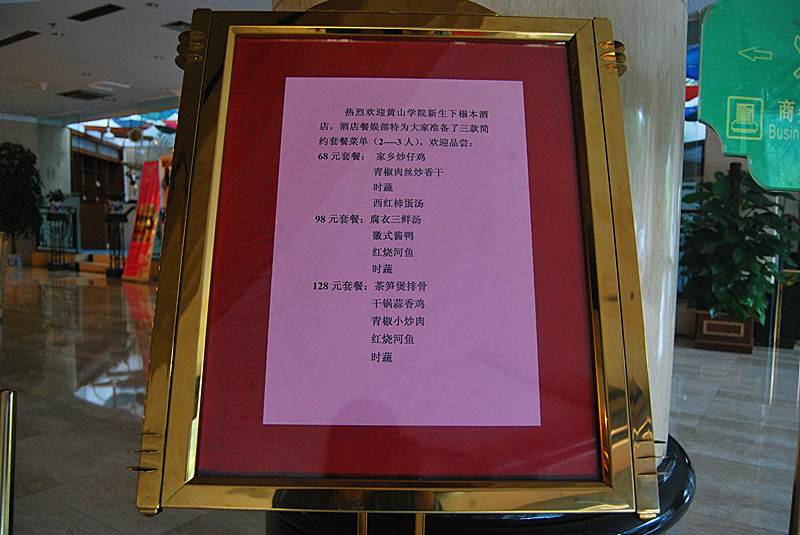 热烈欢迎黄山学院新生下榻本酒
店，酒店餐娱部特为大家准备了三款简
约套餐菜单（2----3人），欢迎品尝：
68元套餐： 家乡炒仔鸡
青椒肉丝炒香干
时蔬
西红柿蛋汤
98元套餐：腐衣三鲜汤
徽式酱鸭
红烧河鱼
时蔬
128元套餐：茶笋煲排骨
干锅蒜香鸡
青椒小炒肉
红烧河鱼
时蔬
商
Busin